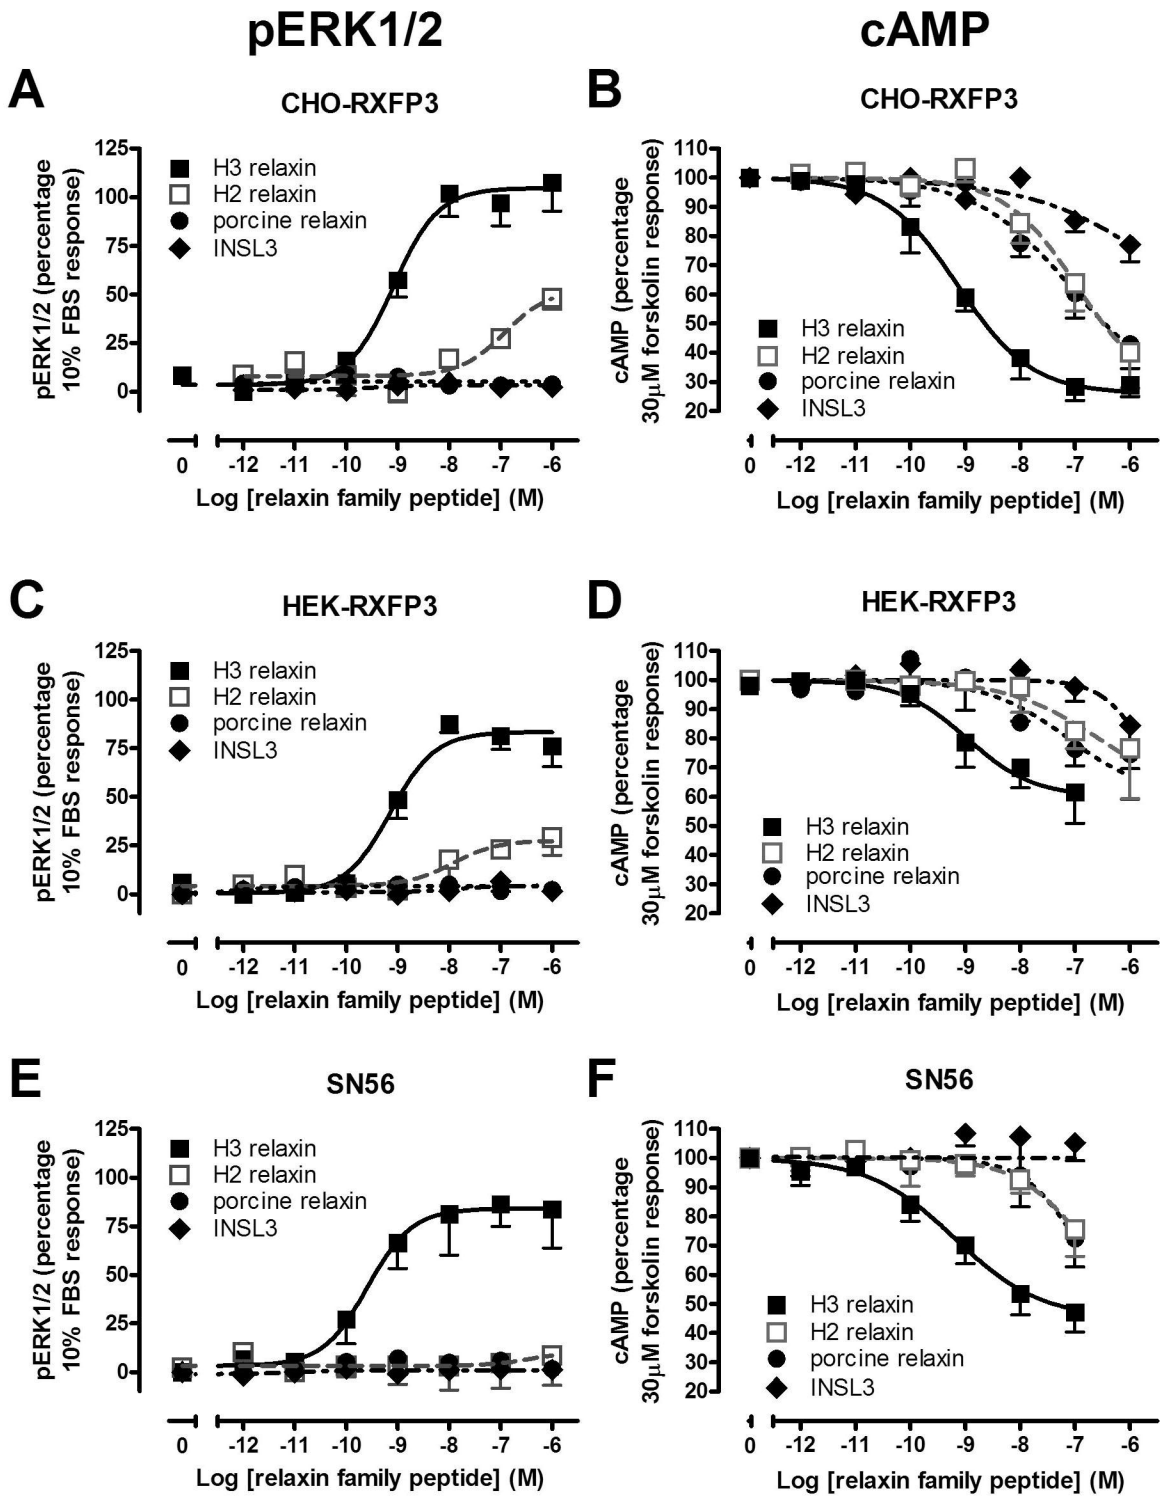 pERK1/2
cAMP
A
CHO-RXFP3
pERK1/2 (percentage
10% FBS response)
125
100
75
50
25
0
H3 relaxin
H2 relaxin
porcine relaxin
INSL3
0 -12 -11 -10 -9 -8 -7 -6
Log [relaxin family peptide] (M)
B
CHO-RXFP3
cAMP (percentage
30µM forskolin response)
110
100
90
80
70
60
50
40
30
20
H3 relaxin
H2 relaxin
porcine relaxin
INSL3
0 -12 -11 -10 -9 -8 -7 -6
Log [relaxin family peptide] (M)
C
HEK-RXFP3
pERK1/2 (percentage
10% FBS response)
125
100
75
50
25
0
H3 relaxin
H2 relaxin
porcine relaxin
INSL3
0 -12 -11 -10 -9 -8 -7 -6
Log [relaxin family peptide] (M)
D
HEK-RXFP3
cAMP (percentage
30µM forskolin response)
110
100
90
80
70
60
50
40
30
20
H3 relaxin
H2 relaxin
porcine relaxin
INSL3
0 -12 -11 -10 -9 -8 -7 -6
Log [relaxin family peptide] (M)
E
SN56
pERK1/2 (percentage
10% FBS response)
125
100
75
50
25
0
H3 relaxin
H2 relaxin
porcine relaxin
INSL3
0 -12 -11 -10 -9 -8 -7 -6
Log [relaxin family peptide] (M)
F
SN56
cAMP (percentage
30µM forskolin response)
110
100
90
80
70
60
50
40
30
20
H3 relaxin
H2 relaxin
porcine relaxin
INSL3
0 -12 -11 -10 -9 -8 -7 -6
Log [relaxin family peptide] (M)